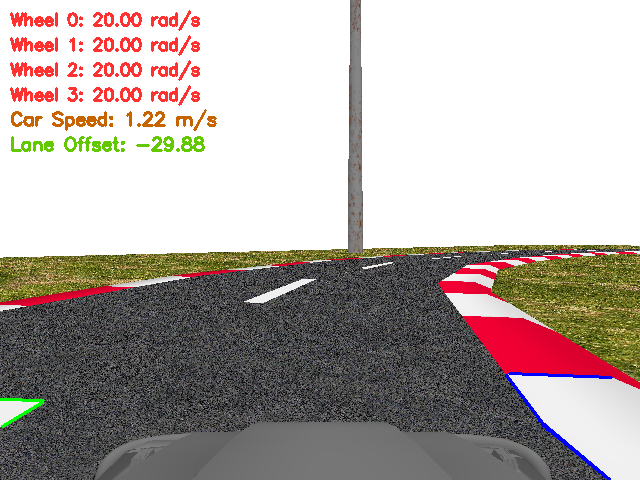 Wheel 0: 20.00 rad/s
Wheel 1: 20.00 rad/s
Wheel 2: 20.00 rad/s
Wheel 3: 20.00 rad/s
Car Speed: 1.22 m/s
Lane Offset: -29.88